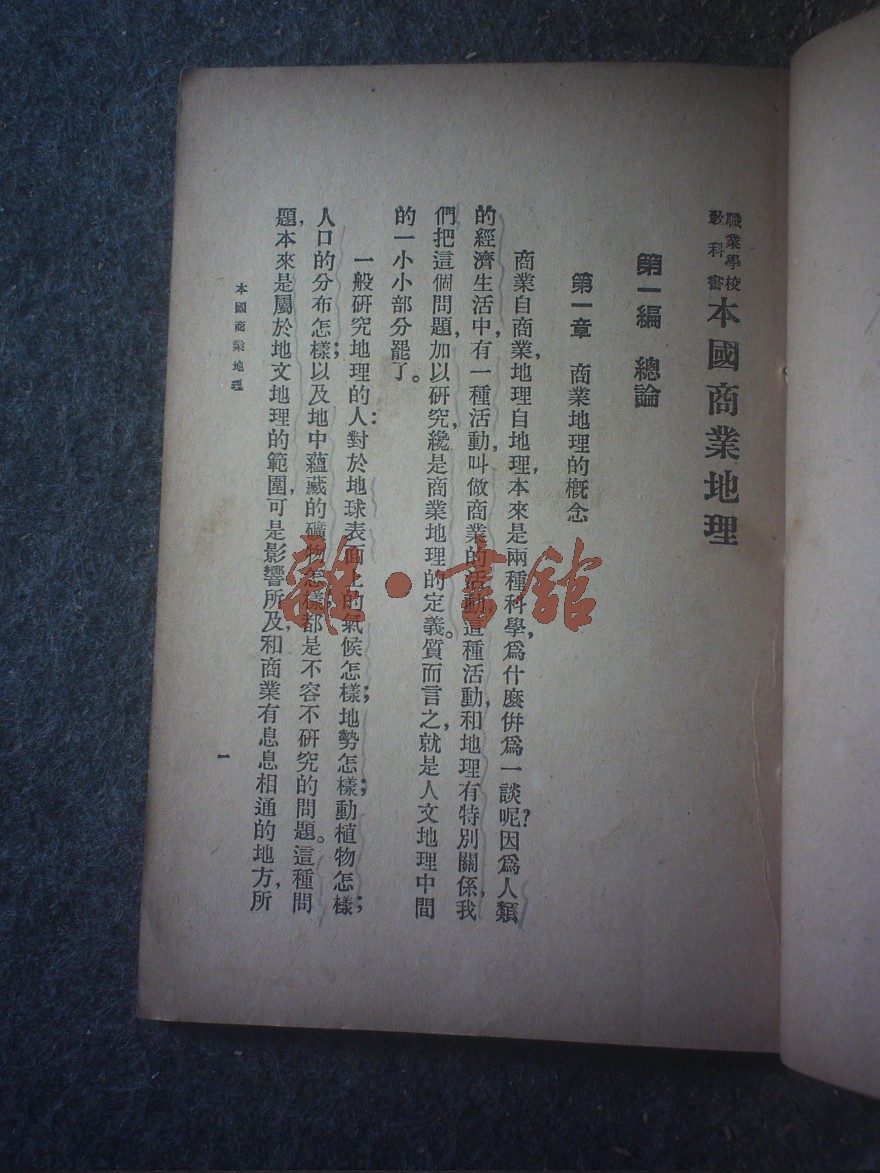 職業學校
教科書
本國商業地理
第一編　總論
第一章　商業地理的概念
商業自商業，地理自地理，本來是兩種科學，爲什麼併爲一談呢？因爲人類
的經濟生活中，有一種活動，叫做商業的活動，這種活動，和地理有特別關係，我
們把這個問題，加以研究，纔是商業地理的定義。質而言之，就是人文地理中間
的一小小部分罷了。
一般研究地理的人：對於地球表面上的氣候怎樣；地勢怎樣；動植物怎樣；
人口的分布怎樣；以及地中蘊藏的礦物怎樣，都是不容不研究的問題。這種問
題，本來是屬於地文地理的範圍，可是影響所及，和商業有息息相通的地方，所
本國商業地理
一
雜·書館